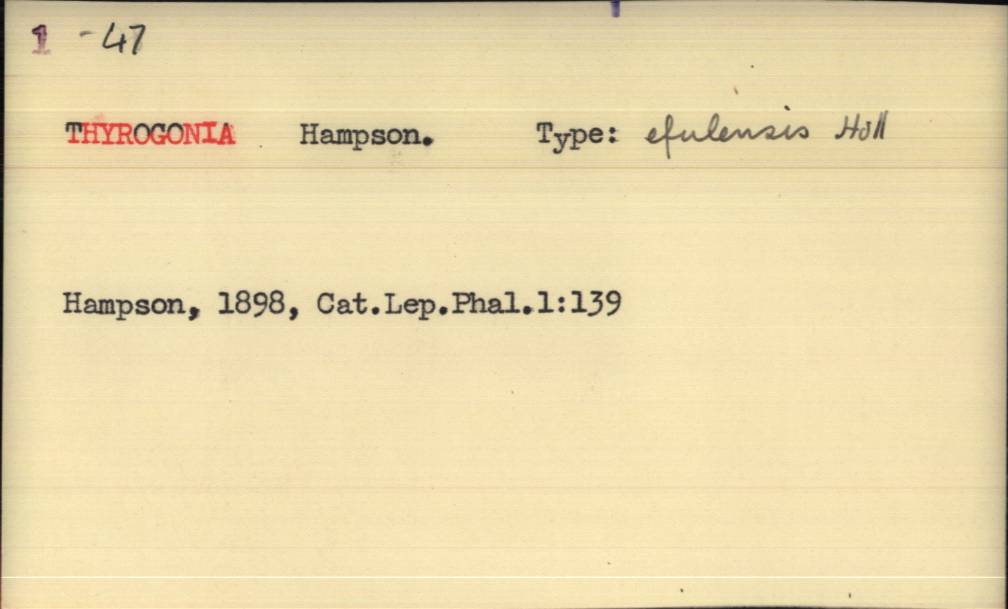 1 -47
THYROGONIA Hampson. Type: efulensis Holl
Hampson, 1898, Cat.Lep.Phal.1:139